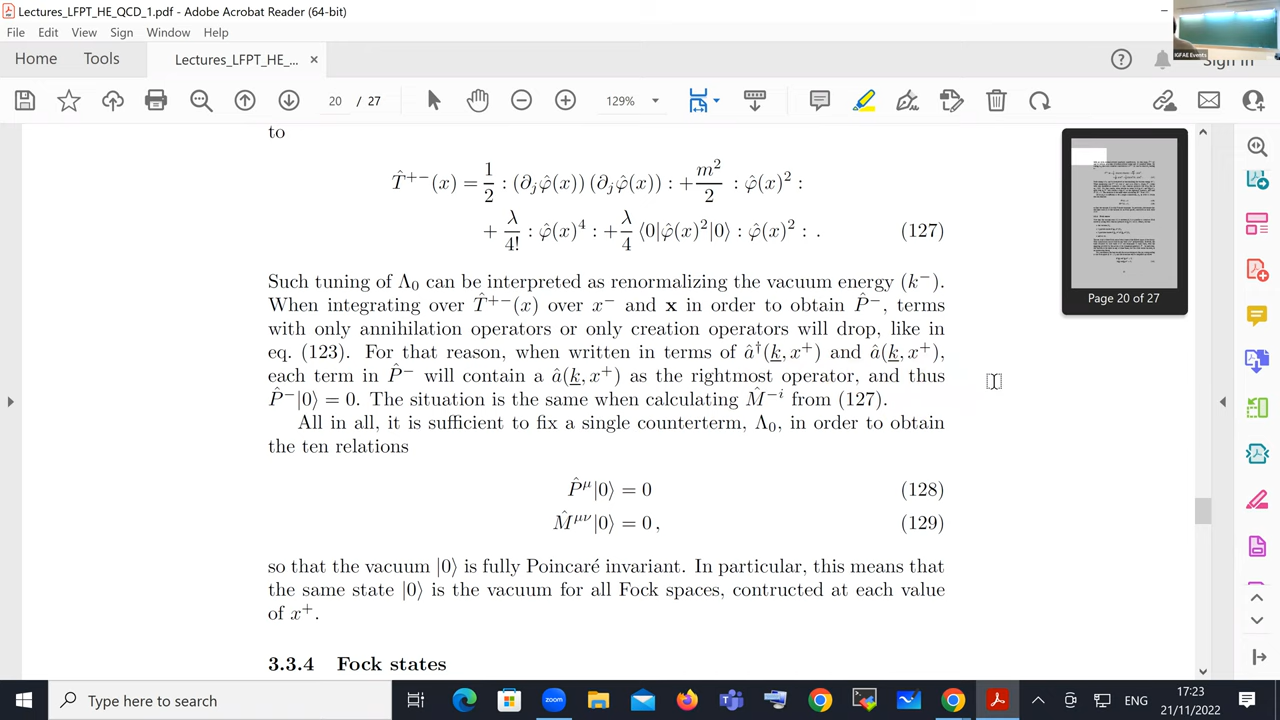 Lectures_LFPT_HE_QCD_1.pdf - Adobe Acrobat Reader (64-bit)
File Edit View Sign Window Help
Home Tools Lectures_LFPT_HE_... × Sign In
IGFAE Events
20 / 27 129%
to
T̂⁺⁻(x) = 1/2 : (∂ⱼφ̂(x)) (∂ⱼφ̂(x)) : + m²/2 : φ̂(x)² :
+ λ/4! : φ̂(x)⁴ : + λ/4 ⟨0|φ̂(x)²|0⟩ : φ̂(x)² : . (127)
Such tuning of Λ₀ can be interpreted as renormalizing the vacuum energy (k⁻).
When integrating over T̂⁺⁻(x) over x⁻ and x in order to obtain P̂⁻, terms
with only annihilation operators or only creation operators will drop, like in
eq. (123). For that reason, when written in terms of â†(k, x⁺) and â(k, x⁺),
each term in P̂⁻ will contain a â(k, x⁺) as the rightmost operator, and thus
P̂⁻|0⟩ = 0. The situation is the same when calculating M̂⁻ⁱ from (127).
All in all, it is sufficient to fix a single counterterm, Λ₀, in order to obtain
the ten relations
P̂^μ|0⟩ = 0 (128)
M̂^μν|0⟩ = 0 , (129)
so that the vacuum |0⟩ is fully Poincaré invariant. In particular, this means that
the same state |0⟩ is the vacuum for all Fock spaces, contructed at each value
of x⁺.
3.3.4 Fock states
Page 20 of 27
Type here to search
ENG
17:23
21/11/2022